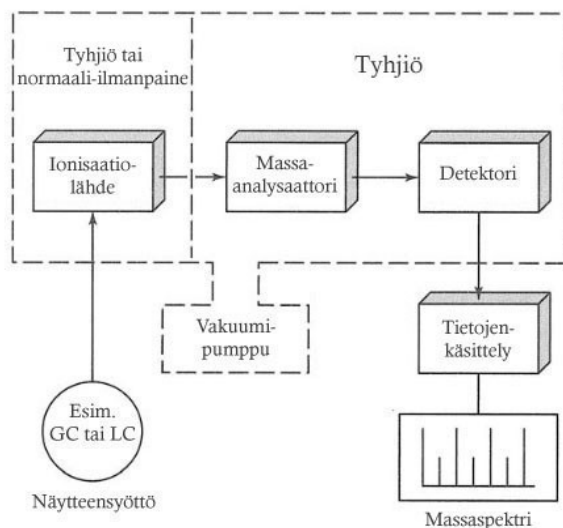 Tyhjiö tai
normaali-ilmanpaine
Tyhjiö
Ionisaatio-
lähde
Massa-
analysaattori
Detektori
Vakuumi-
pumppu
Tietojen-
käsittely
Esim.
GC tai LC
Näytteensyöttö
Massaspektri